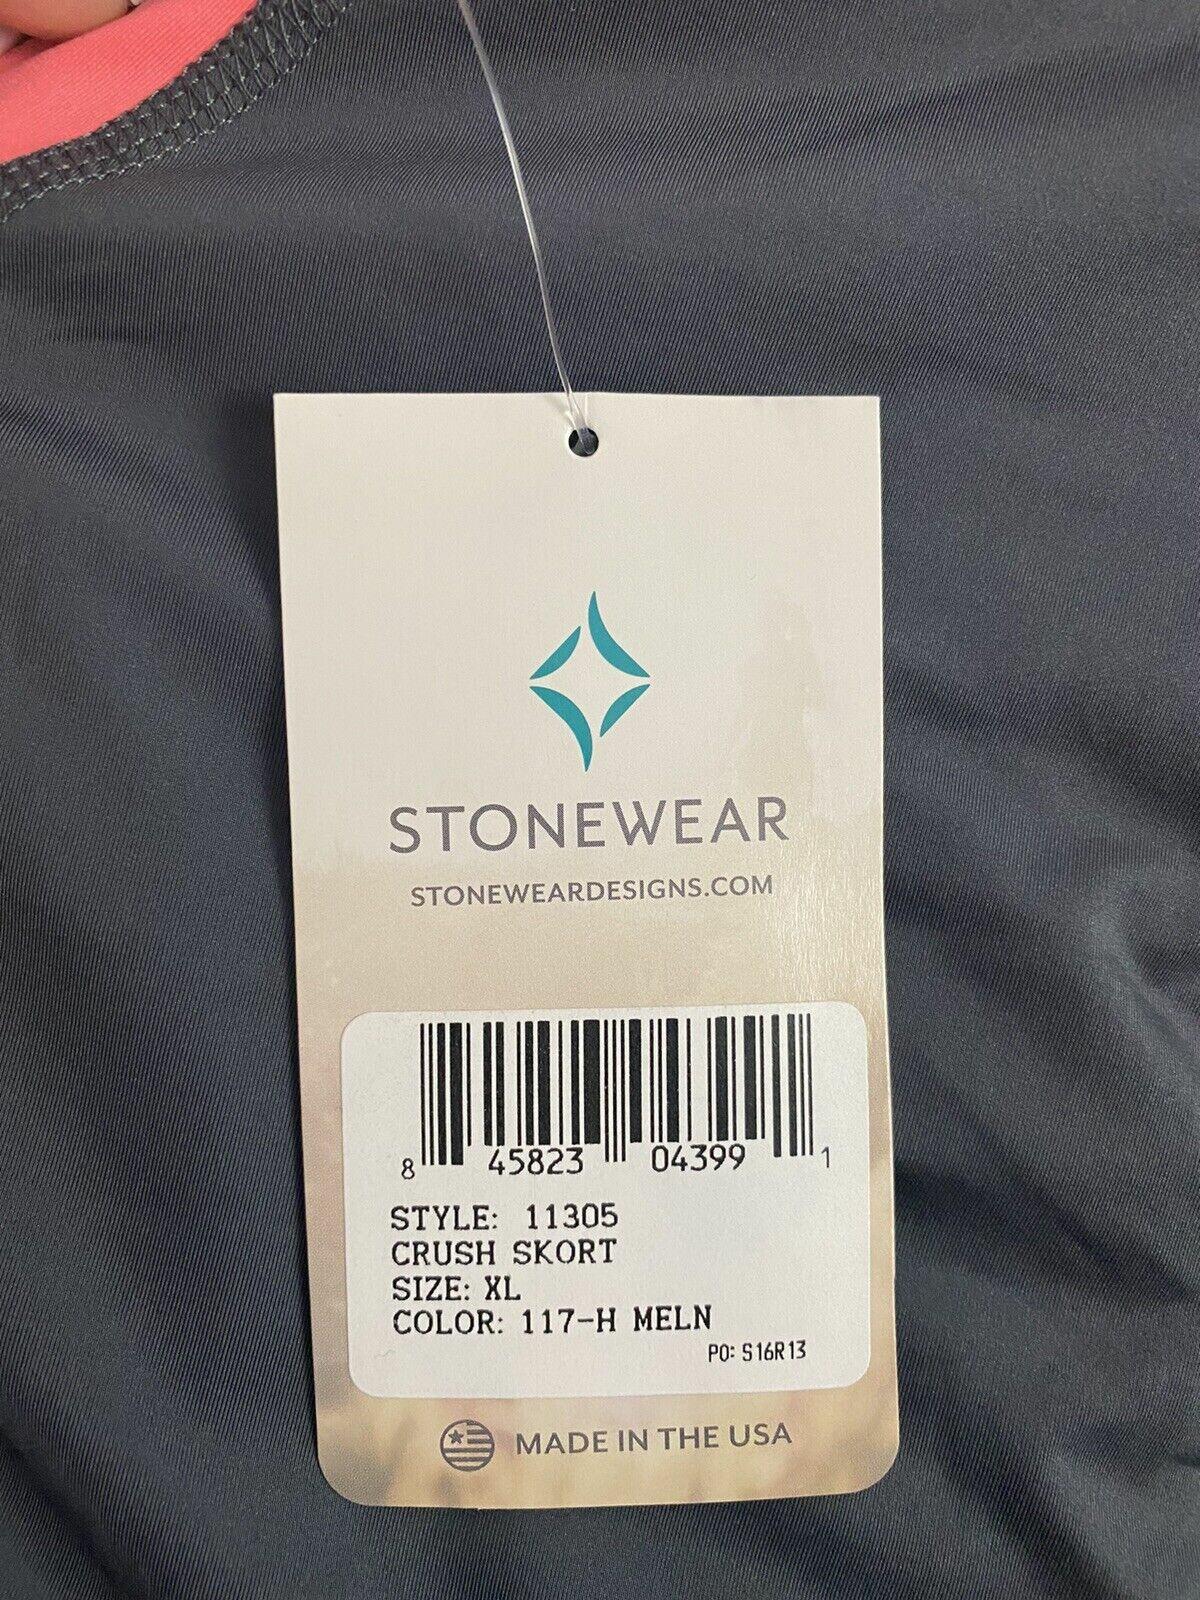 STONEWEAR
STONEWEARDESIGNS.COM
8 45823 04399 1
STYLE: 11305
CRUSH SKORT
SIZE: XL
COLOR: 117-H MELN
PO: S16R13
MADE IN THE USA